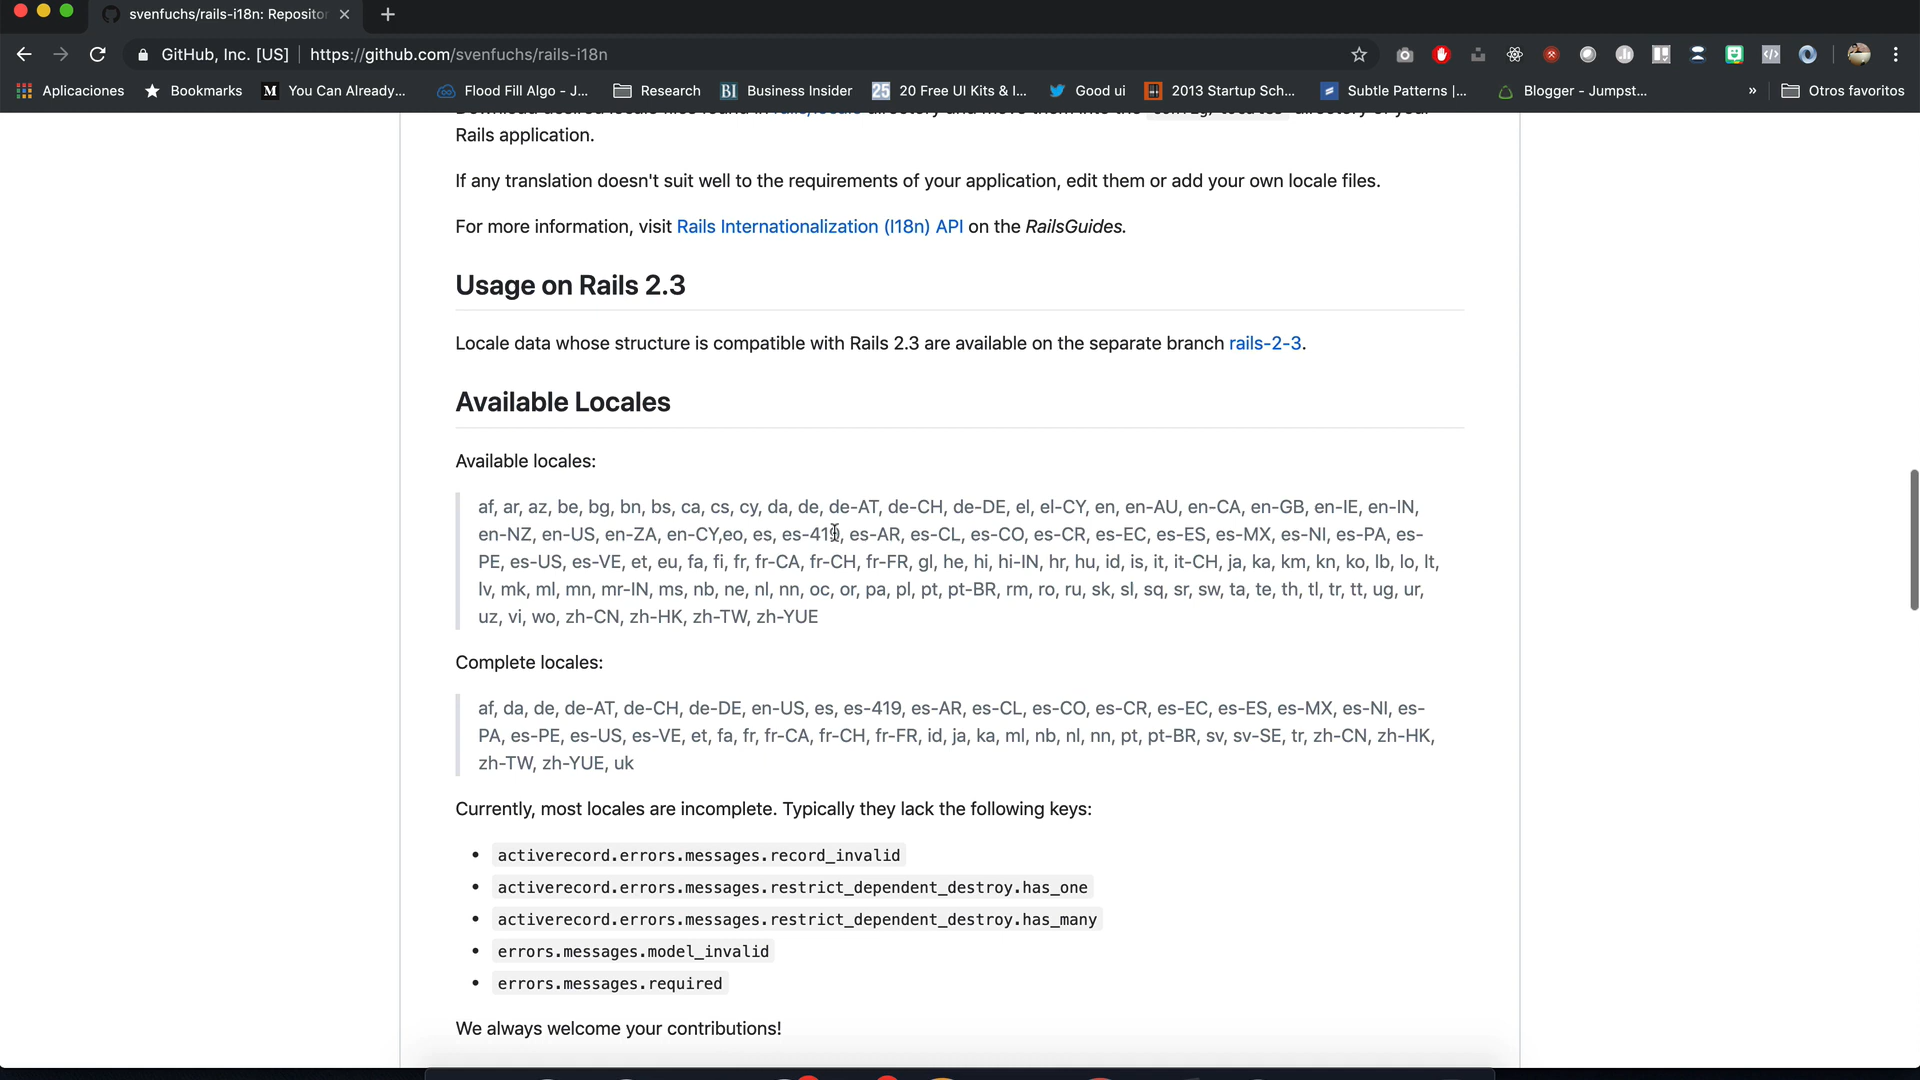 svenfuchs/rails-i18n: Repositor
GitHub, Inc. [US] | https://github.com/svenfuchs/rails-i18n
Aplicaciones Bookmarks You Can Already... Flood Fill Algo - J... Research Business Insider 20 Free UI Kits & I... Good ui 2013 Startup Sch... Subtle Patterns |... Blogger - Jumpst... » Otros favoritos
Rails application.
If any translation doesn't suit well to the requirements of your application, edit them or add your own locale files.
For more information, visit Rails Internationalization (I18n) API on the RailsGuides.
Usage on Rails 2.3
Locale data whose structure is compatible with Rails 2.3 are available on the separate branch rails-2-3.
Available Locales
Available locales:
af, ar, az, be, bg, bn, bs, ca, cs, cy, da, de, de-AT, de-CH, de-DE, el, el-CY, en, en-AU, en-CA, en-GB, en-IE, en-IN,
en-NZ, en-US, en-ZA, en-CY,eo, es, es-419, es-AR, es-CL, es-CO, es-CR, es-EC, es-ES, es-MX, es-NI, es-PA, es-
PE, es-US, es-VE, et, eu, fa, fi, fr, fr-CA, fr-CH, fr-FR, gl, he, hi, hi-IN, hr, hu, id, is, it, it-CH, ja, ka, km, kn, ko, lb, lo, lt,
lv, mk, ml, mn, mr-IN, ms, nb, ne, nl, nn, oc, or, pa, pl, pt, pt-BR, rm, ro, ru, sk, sl, sq, sr, sw, ta, te, th, tl, tr, tt, ug, ur,
uz, vi, wo, zh-CN, zh-HK, zh-TW, zh-YUE
Complete locales:
af, da, de, de-AT, de-CH, de-DE, en-US, es, es-419, es-AR, es-CL, es-CO, es-CR, es-EC, es-ES, es-MX, es-NI, es-
PA, es-PE, es-US, es-VE, et, fa, fr, fr-CA, fr-CH, fr-FR, id, ja, ka, ml, nb, nl, nn, pt, pt-BR, sv, sv-SE, tr, zh-CN, zh-HK,
zh-TW, zh-YUE, uk
Currently, most locales are incomplete. Typically they lack the following keys:
• activerecord.errors.messages.record_invalid
• activerecord.errors.messages.restrict_dependent_destroy.has_one
• activerecord.errors.messages.restrict_dependent_destroy.has_many
• errors.messages.model_invalid
• errors.messages.required
We always welcome your contributions!